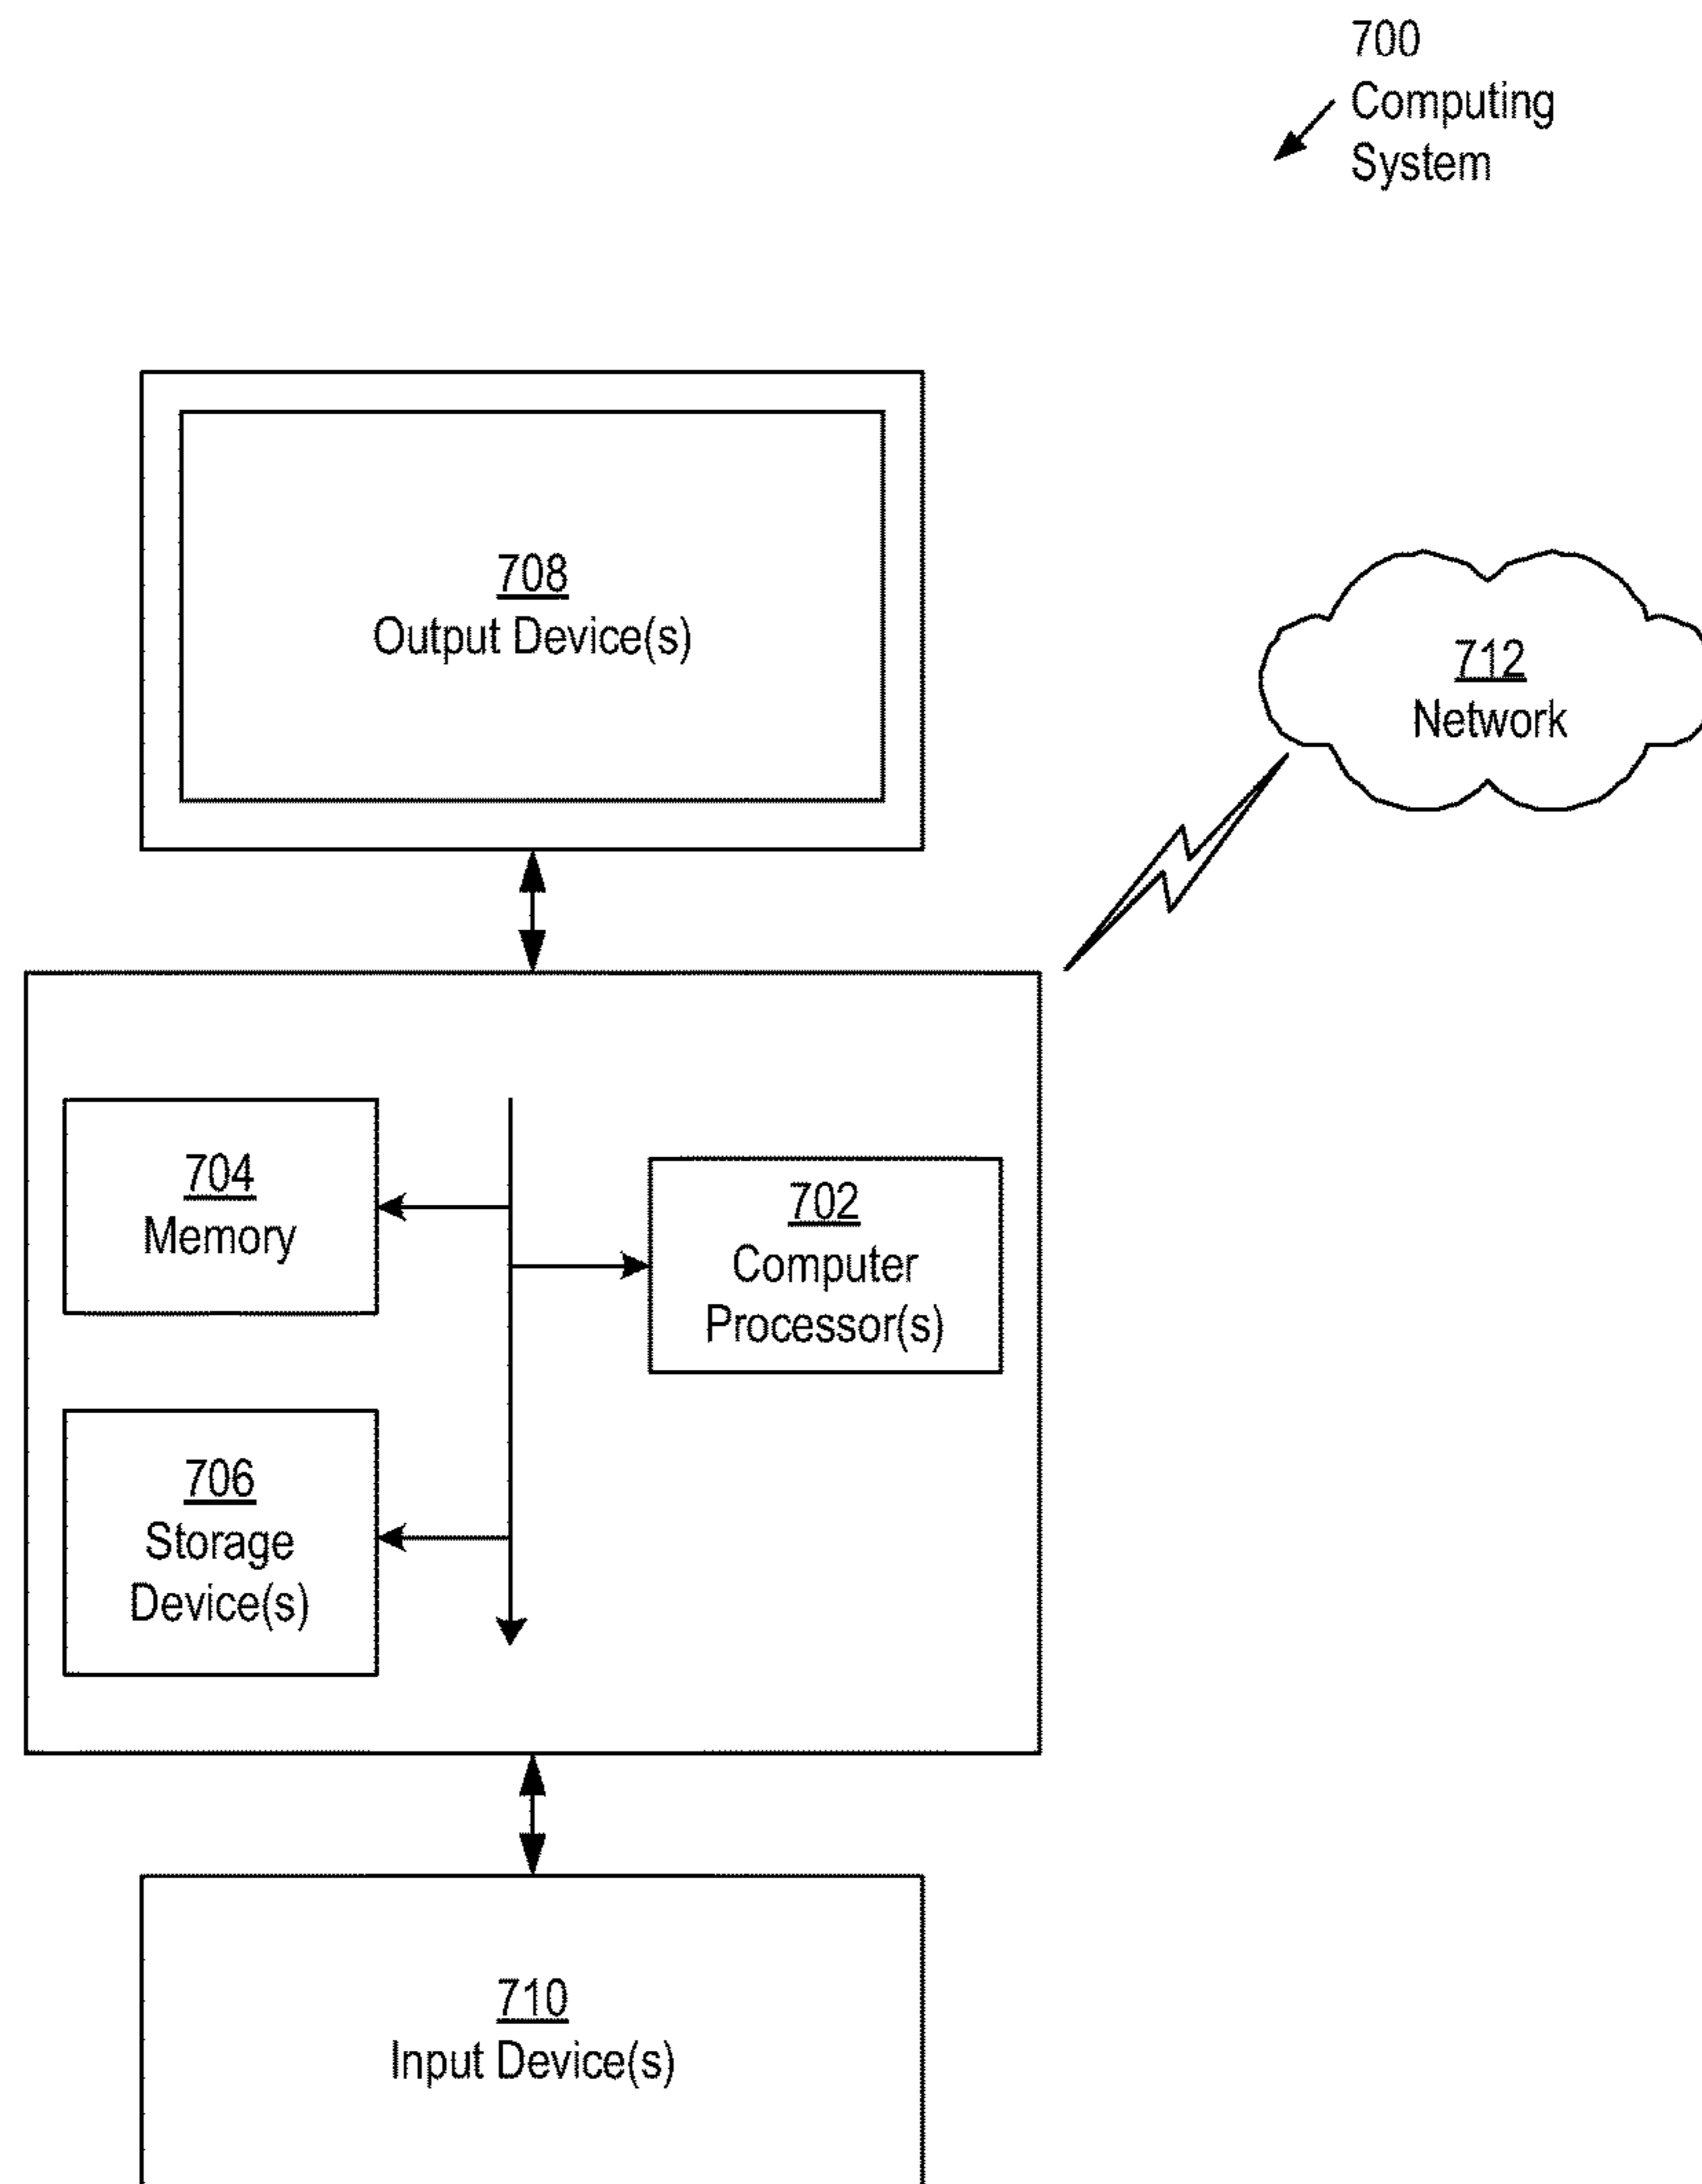 700
Computing
System
708
Output Device(s)
712
Network
704
Memory
702
Computer
Processor(s)
706
Storage
Device(s)
710
Input Device(s)